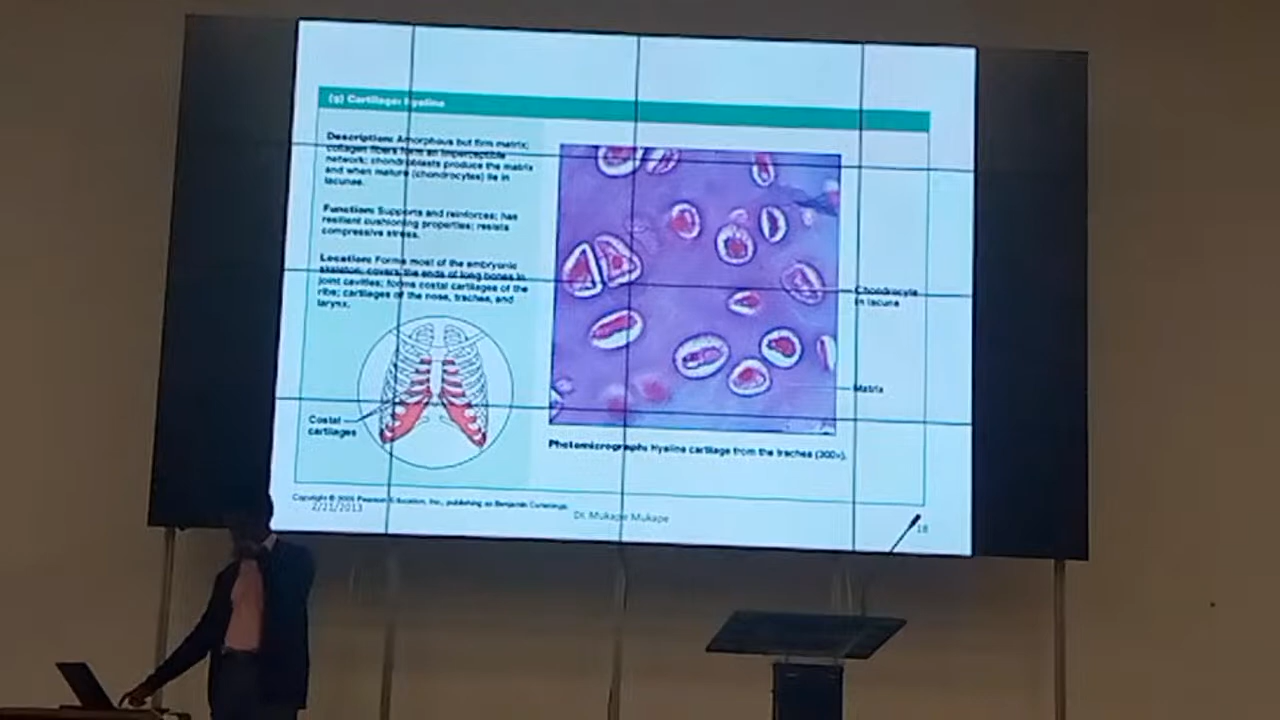 (g) Cartilage: hyaline
Description: Amorphous but firm matrix;
collagen fibers form an imperceptible
network; chondroblasts produce the matrix
and when mature (chondrocytes) lie in
lacunae.
Function: Supports and reinforces; has
resilient cushioning properties; resists
compressive stress.
Location: Forms most of the embryonic
skeleton; covers the ends of long bones in
joint cavities; forms costal cartilages of the
ribs; cartilages of the nose, trachea, and
larynx.
Costal
cartilages
Chondrocyte
in lacuna
Matrix
Photomicrograph: Hyaline cartilage from the trachea (300×).
Copyright © 2005 Pearson Education, Inc., publishing as Benjamin Cummings
2/21/2013
Dr. Mukape Mukape
18